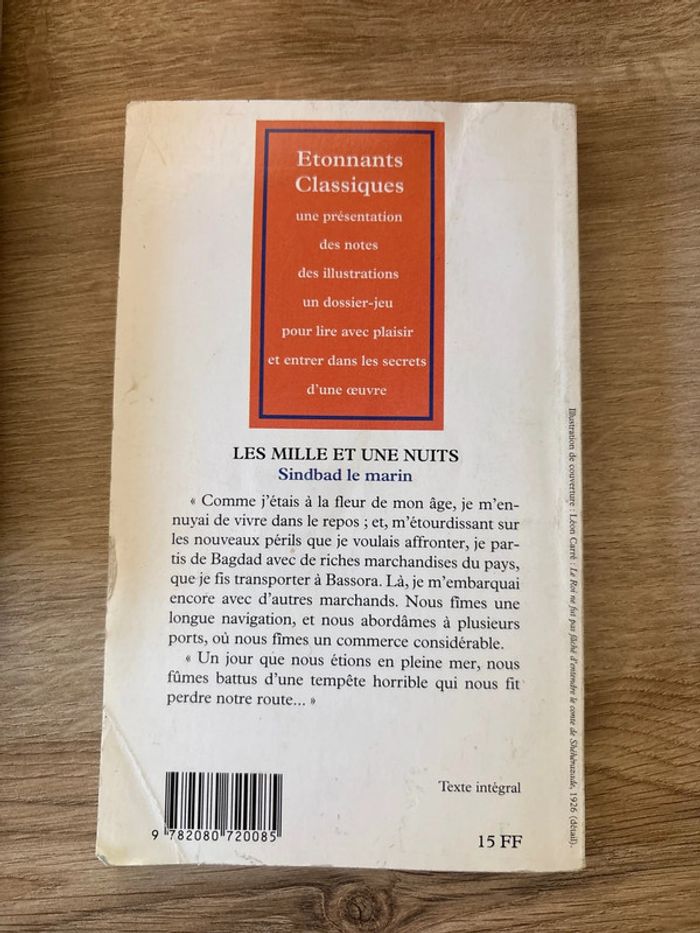 Etonnants
Classiques
une présentation
des notes
des illustrations
un dossier-jeu
pour lire avec plaisir
et entrer dans les secrets
d'une œuvre
LES MILLE ET UNE NUITS
Sindbad le marin
« Comme j'étais à la fleur de mon âge, je m'en-
nuyai de vivre dans le repos ; et, m'étourdissant sur
les nouveaux périls que je voulais affronter, je par-
tis de Bagdad avec de riches marchandises du pays,
que je fis transporter à Bassora. Là, je m'embarquai
encore avec d'autres marchands. Nous fîmes une
longue navigation, et nous abordâmes à plusieurs
ports, où nous fîmes un commerce considérable.
« Un jour que nous étions en pleine mer, nous
fûmes battus d'une tempête horrible qui nous fit
perdre notre route... »
Texte intégral
9 782080 720085
15 FF
Illustration de couverture : Léon Carré : Le Roi ne fut pas fâché d'entendre le conte de Shéhérazade, 1926 (détail).